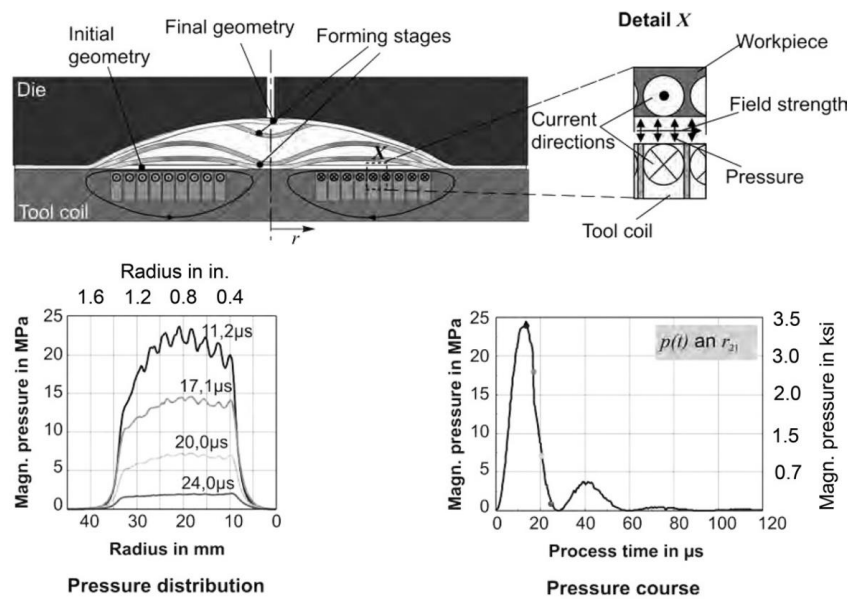 Detail X
Initial
geometry
Final geometry
Forming stages
Workpiece
Die
Current
directions
Field strength
X
Pressure
Tool coil
Tool coil
r
Radius in in.
1.6 1.2 0.8 0.4
Magn. pressure in MPa
25
20
15
10
5
0
11,2µs
17,1µs
20,0µs
24,0µs
40 30 20 10 0
Radius in mm
Pressure distribution
Magn. pressure in MPa
25
20
15
10
5
0
p(t) an r21
3.5
3.0
2.0
1.5
0.7
Magn. pressure in ksi
0 20 40 60 80 100 120
Process time in µs
Pressure course